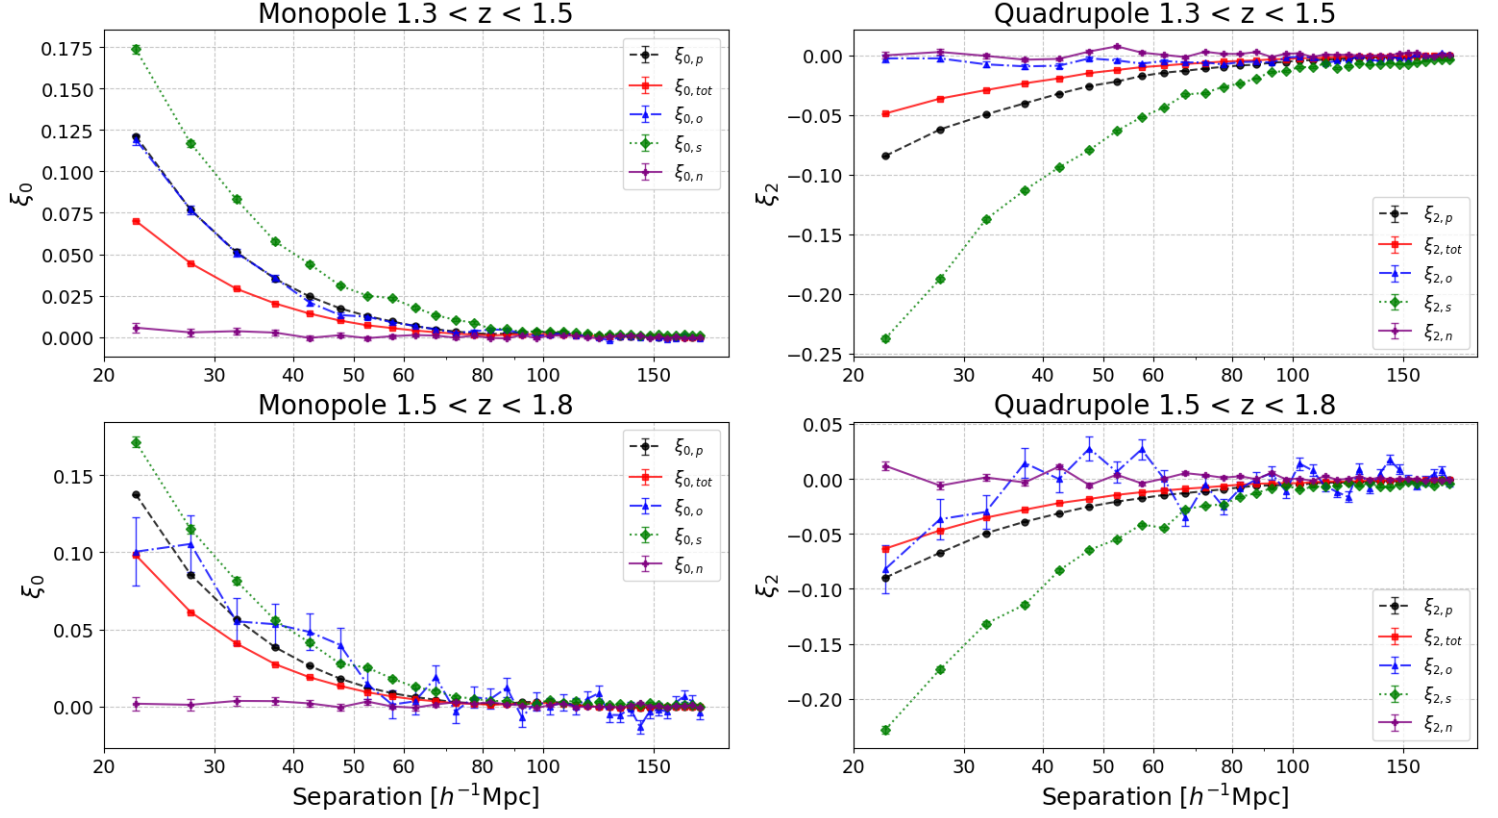 Monopole 1.3 < z < 1.5
ξ0
0.175
0.150
0.125
0.100
0.075
0.050
0.025
0.000
20 30 40 60 80 100 150
ξ0,p
ξ0,tot
ξ0,o
ξ0,s
ξ0,n
Quadrupole 1.3 < z < 1.5
ξ2
0.00
−0.05
−0.10
−0.15
−0.20
−0.25
20 30 40 60 80 100 150
ξ2,p
ξ2,tot
ξ2,o
ξ2,s
ξ2,n
Monopole 1.5 < z < 1.8
ξ0
0.15
0.10
0.05
0.00
20 30 40 60 80 100 150
Separation [h−1Mpc]
ξ0,p
ξ0,tot
ξ0,o
ξ0,s
ξ0,n
Quadrupole 1.5 < z < 1.8
ξ2
0.05
0.00
−0.05
−0.10
−0.15
−0.20
20 30 40 60 80 100 150
Separation [h−1Mpc]
ξ2,p
ξ2,tot
ξ2,o
ξ2,s
ξ2,n